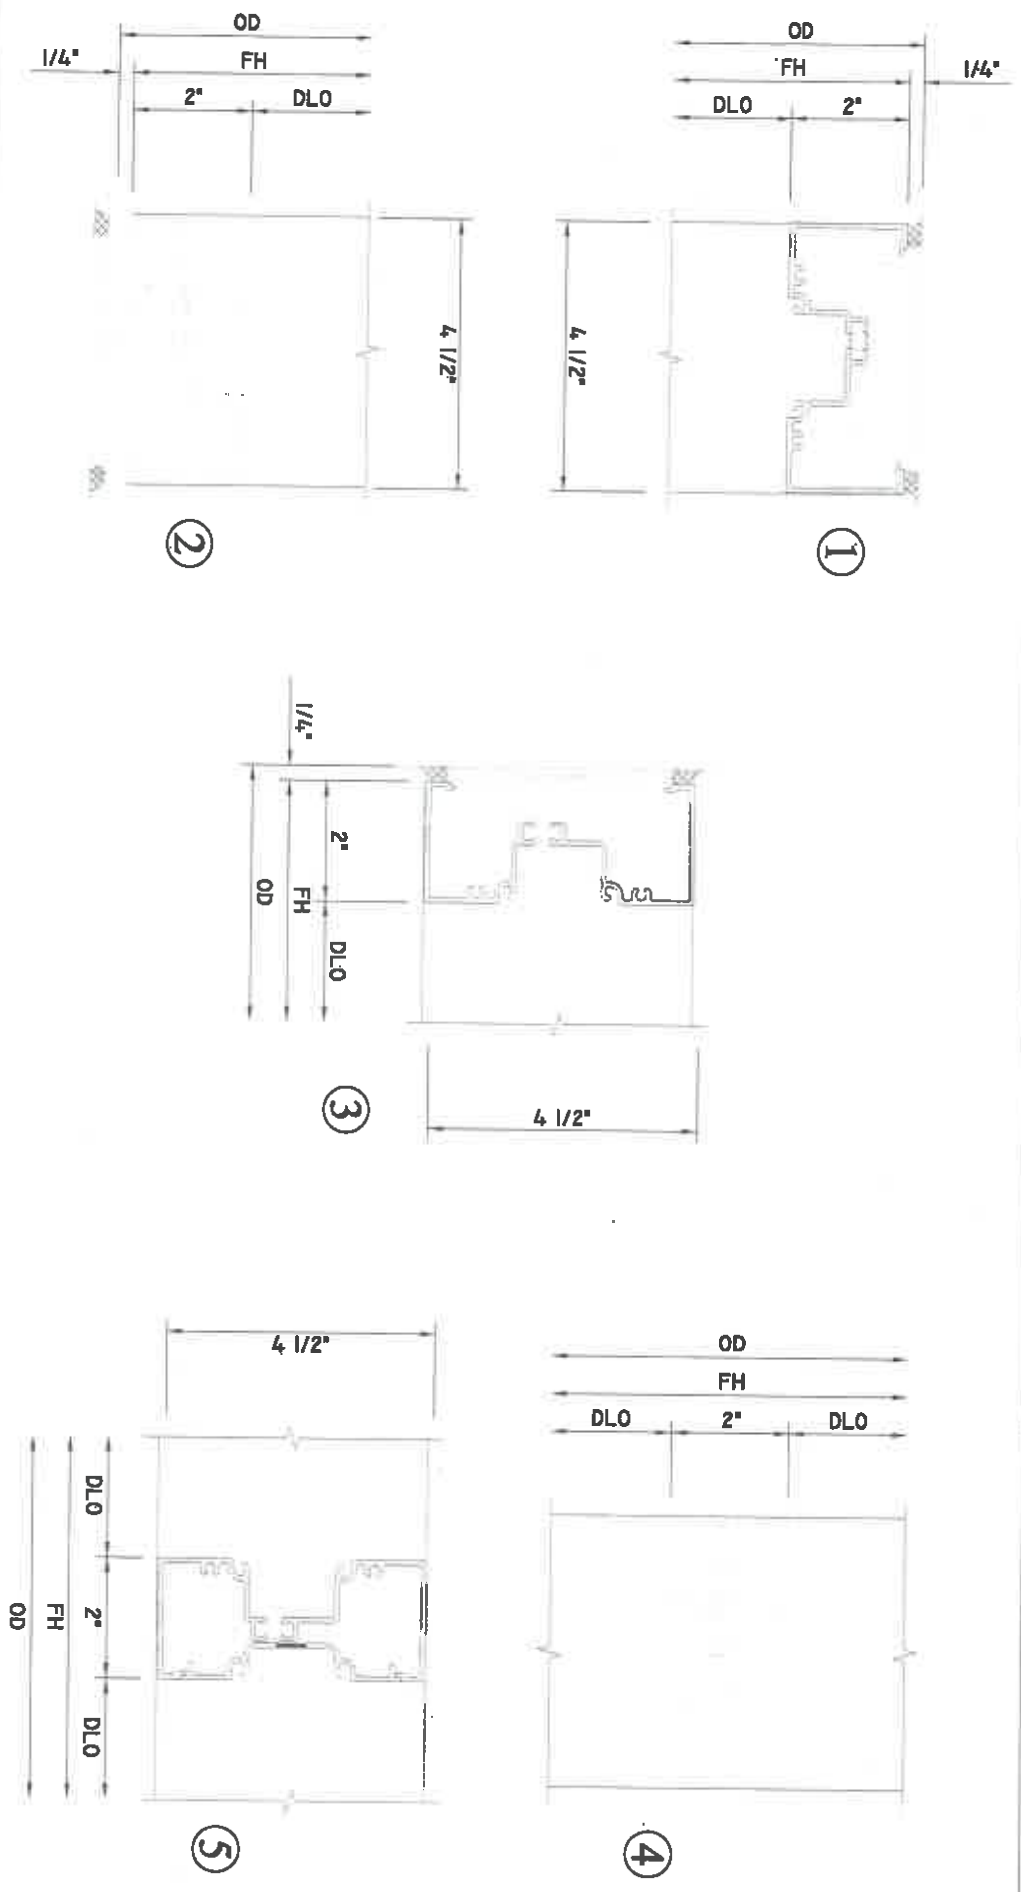 OD
FH
2"
DLO
1/4"
4 1/2"
2
OD
FH
DLO
2"
1/4"
4 1/2"
1
1/4"
2"
FH
OD
DLO
4 1/2"
3
4 1/2"
DLO
2"
DLO
FH
OD
5
OD
FH
DLO
2"
DLO
4